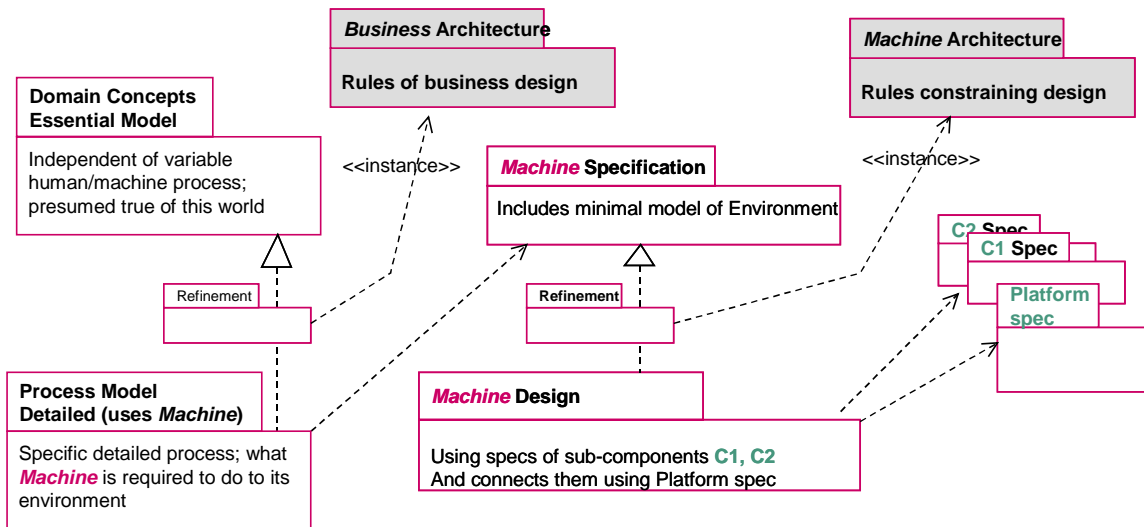 Business Architecture
Rules of business design
Machine Architecture
Rules constraining design
Domain Concepts
Essential Model
Independent of variable
human/machine process;
presumed true of this world
<<instance>>
Machine Specification
Includes minimal model of Environment
<<instance>>
C2 Spec
C1 Spec
Platform
spec
Refinement
Refinement
Process Model
Detailed (uses Machine)
Specific detailed process; what
Machine is required to do to its
environment
Machine Design
Using specs of sub-components C1, C2
And connects them using Platform spec